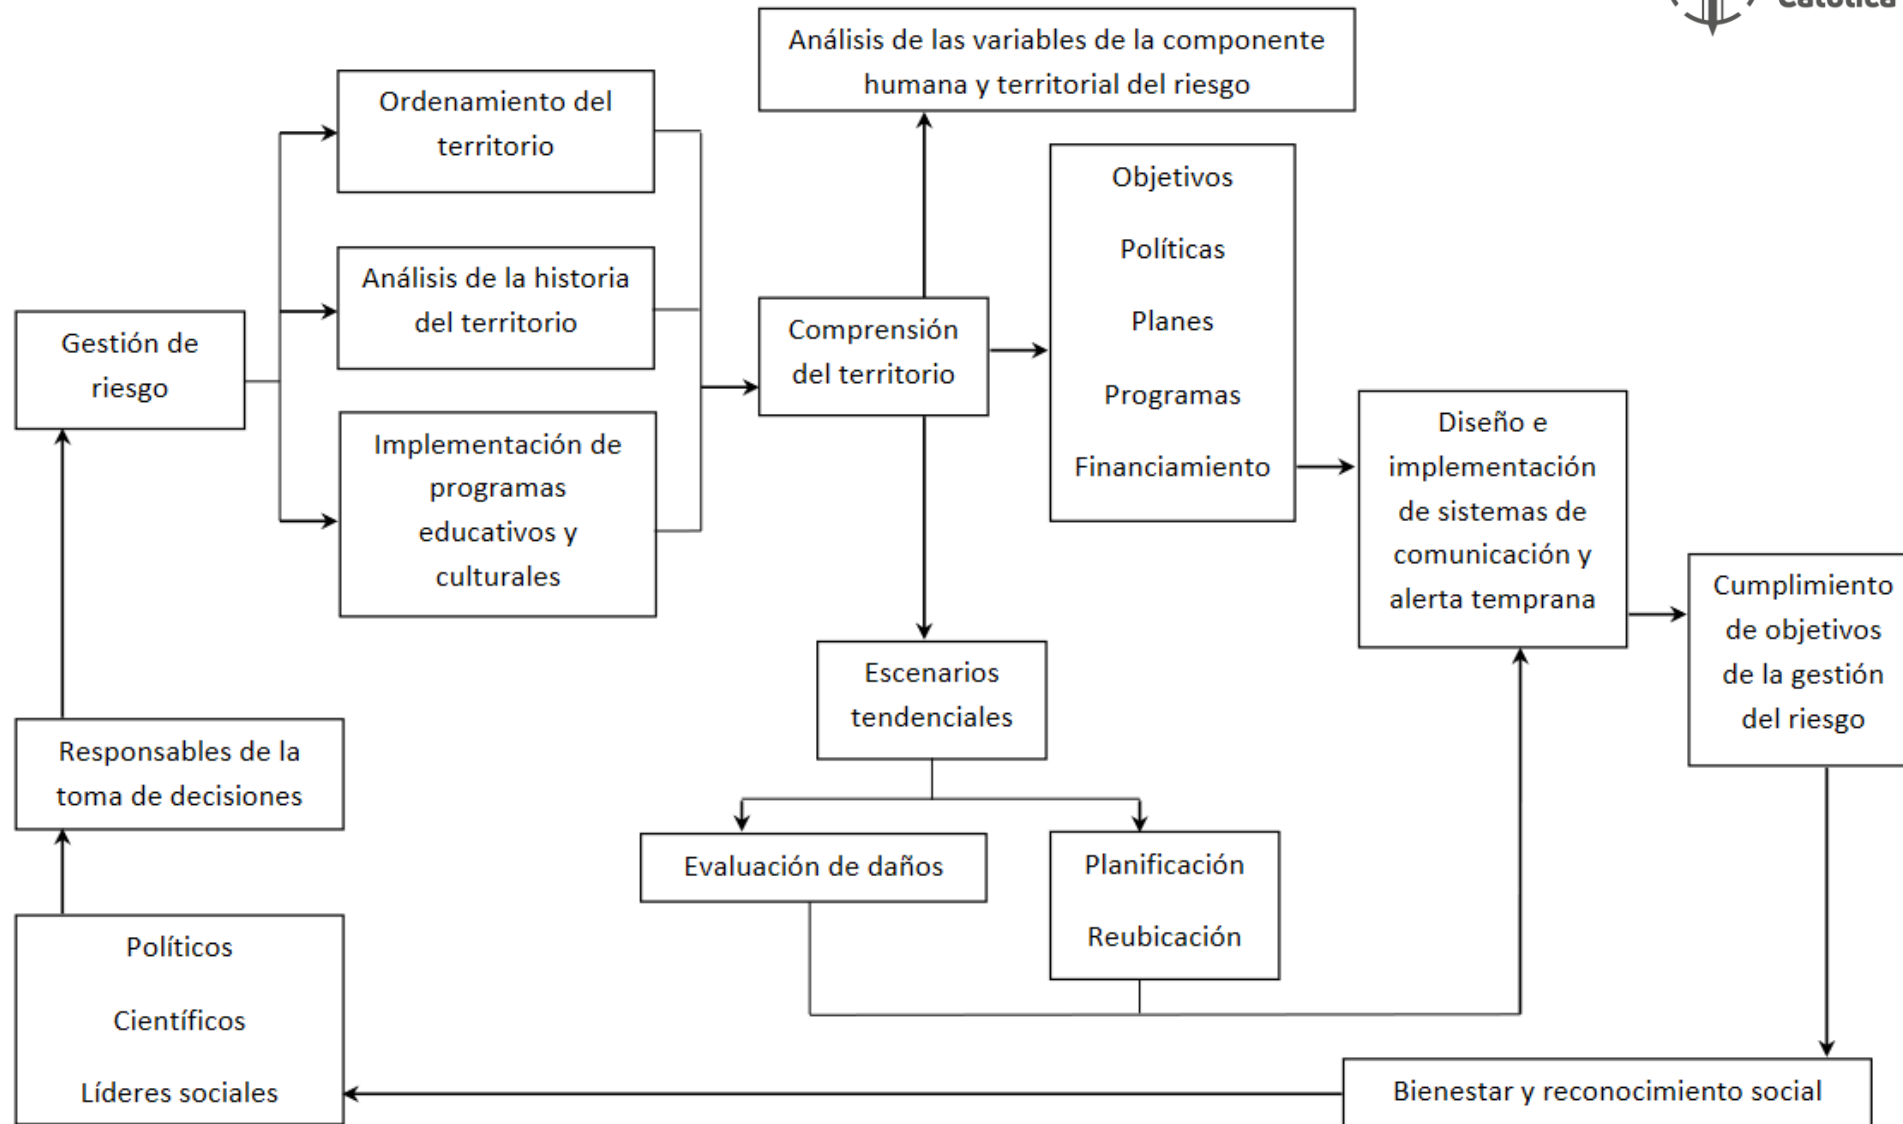 Católica
Análisis de las variables de la componente
humana y territorial del riesgo
Ordenamiento del
territorio
Objetivos
Políticas
Planes
Programas
Financiamiento
Análisis de la historia
del territorio
Gestión de
riesgo
Comprensión
del territorio
Implementación de
programas
educativos y
culturales
Diseño e
implementación
de sistemas de
comunicación y
alerta temprana
Cumplimiento
de objetivos
de la gestión
del riesgo
Escenarios
tendenciales
Responsables de la
toma de decisiones
Evaluación de daños
Planificación
Reubicación
Políticos
Científicos
Líderes sociales
Bienestar y reconocimiento social